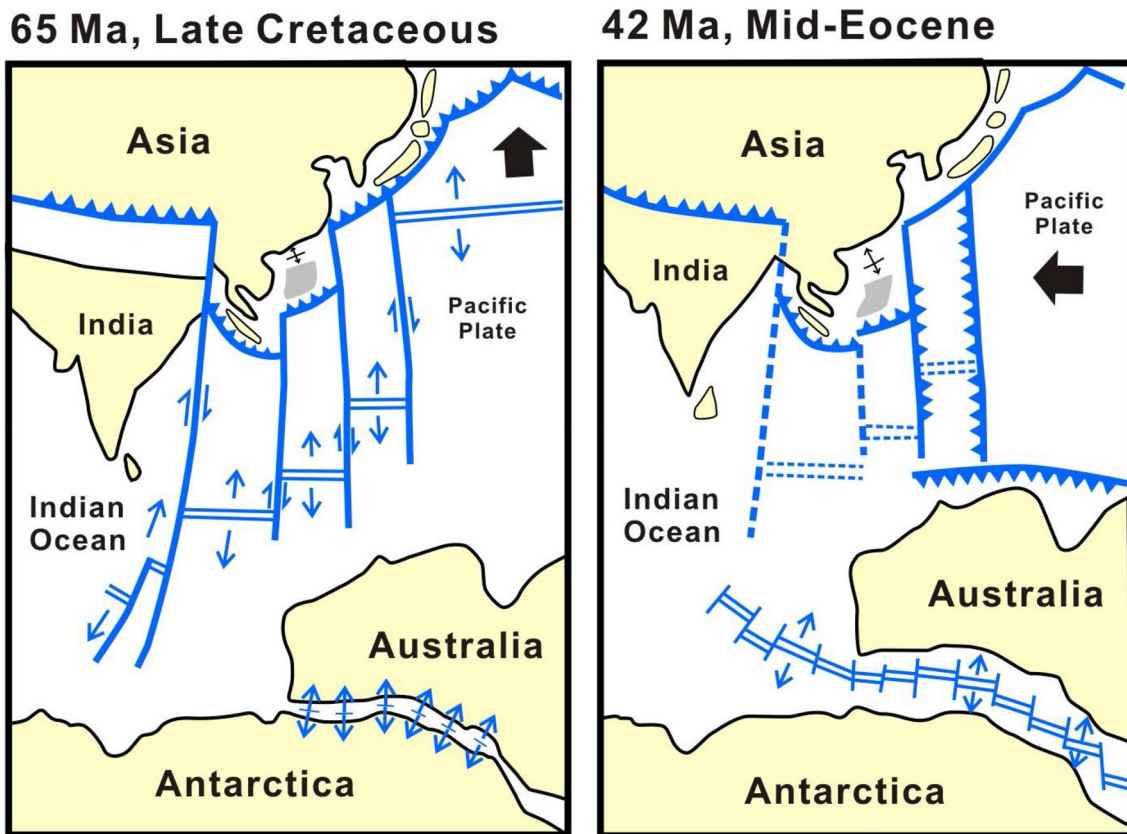 65 Ma, Late Cretaceous
Asia
India
Pacific
Plate
Indian
Ocean
Australia
Antarctica
42 Ma, Mid-Eocene
Asia
Pacific
Plate
India
Indian
Ocean
Australia
Antarctica